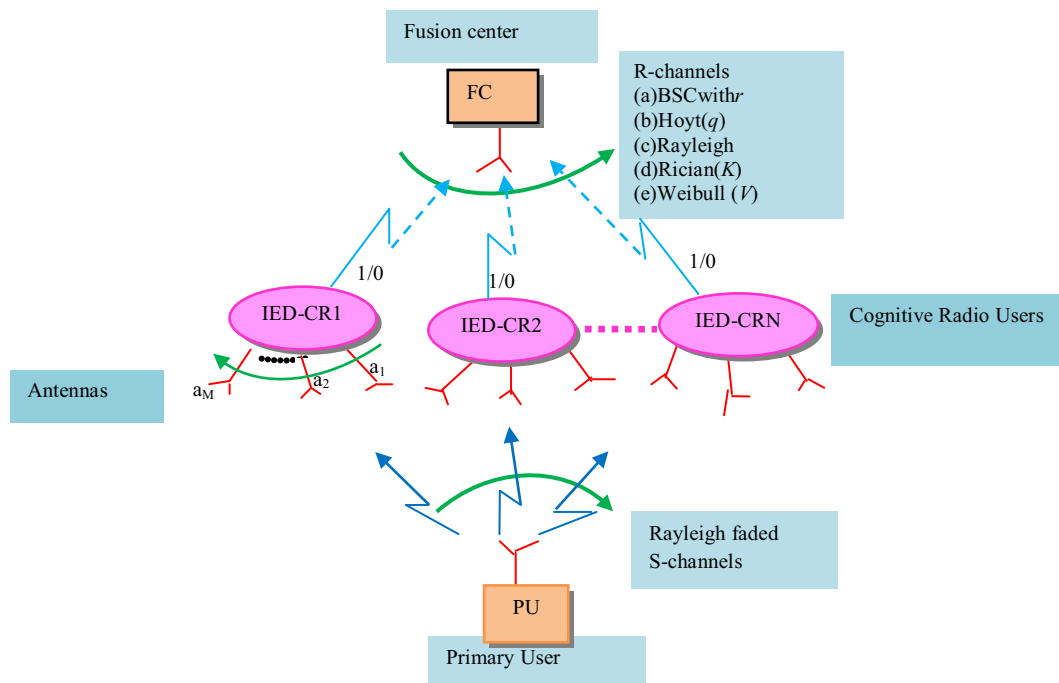 Fusion center
FC
R-channels
(a)BSCwithr
(b)Hoyt(q)
(c)Rayleigh
(d)Rician(K)
(e)Weibull (V)
1/0
1/0
1/0
IED-CR1
IED-CR2
IED-CRN
Cognitive Radio Users
Antennas
aM
a2
a1
Rayleigh faded
S-channels
PU
Primary User